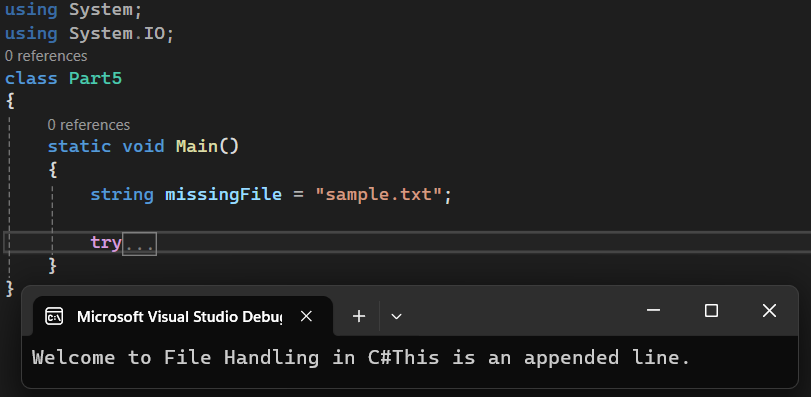 using System;
using System.IO;
0 references
class Part5
{
0 references
static void Main()
{
string missingFile = "sample.txt";
try...
}
}
Microsoft Visual Studio Debu
Welcome to File Handling in C#This is an appended line.